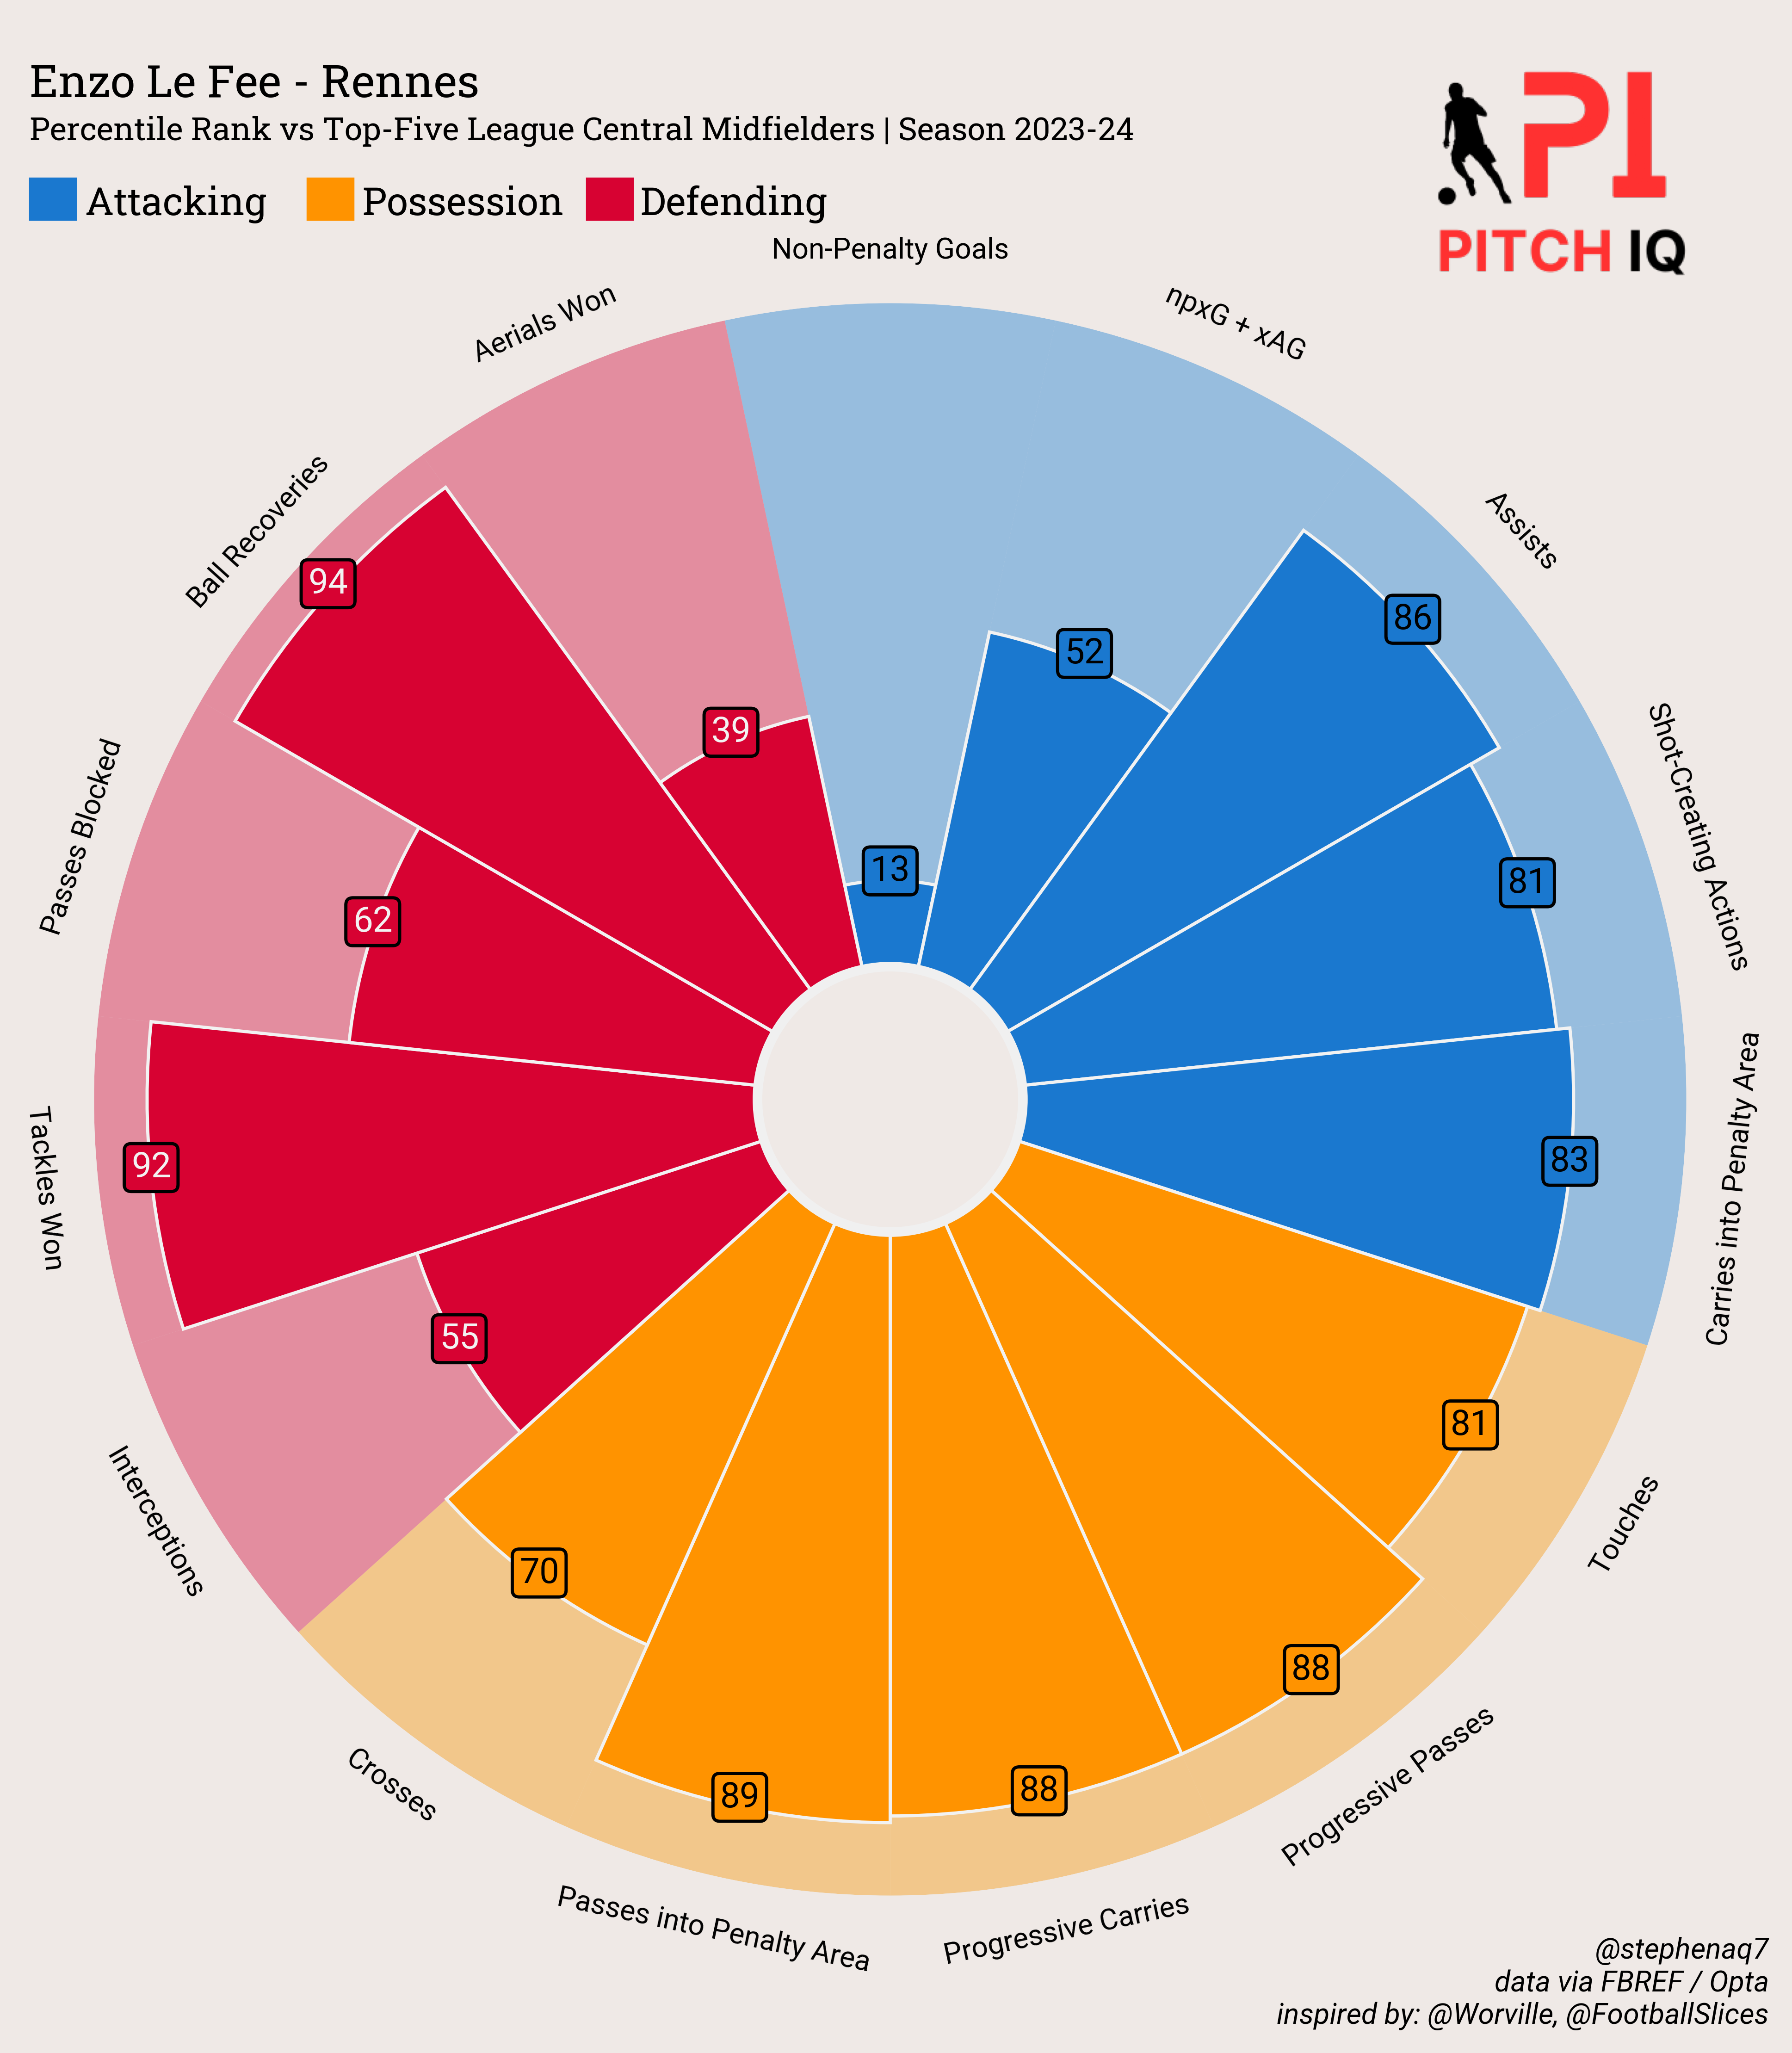 Enzo Le Fee - Rennes
Percentile Rank vs Top-Five League Central Midfielders | Season 2023-24
Attacking
Possession
Defending
PI
PITCH IQ
Non-Penalty Goals
13
npxG + xAG
52
Assists
86
Shot-Creating Actions
81
Carries into Penalty Area
83
Touches
81
Progressive Passes
88
Progressive Carries
88
Passes into Penalty Area
89
Crosses
70
Interceptions
55
Tackles Won
92
Passes Blocked
62
Ball Recoveries
94
Aerials Won
39
@stephenaq7
data via FBREF / Opta
inspired by: @Worville, @FootballSlices